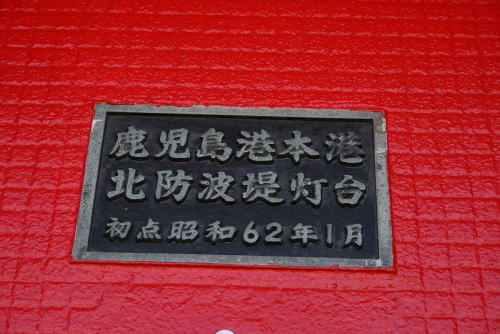 鹿児島港本港
北防波堤灯台
初点昭和62年1月